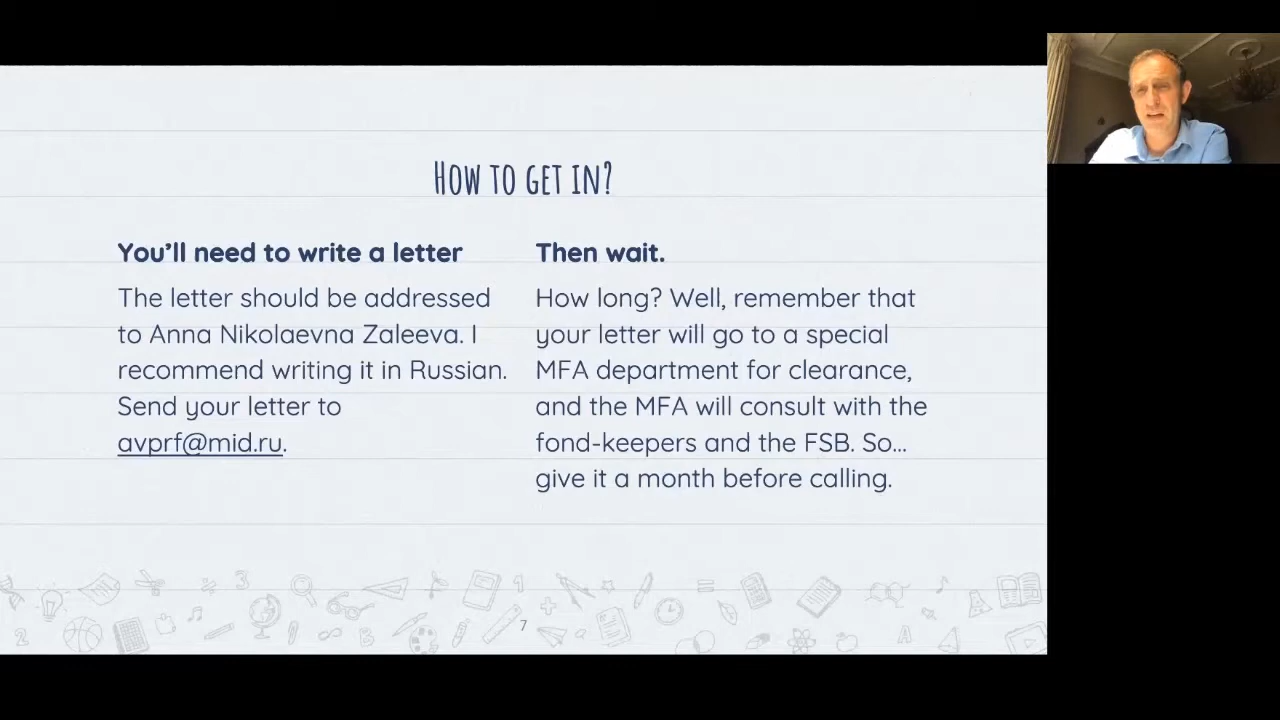 How to get in?
You'll need to write a letter
The letter should be addressed
to Anna Nikolaevna Zaleeva. I
recommend writing it in Russian.
Send your letter to
avprf@mid.ru.
Then wait.
How long? Well, remember that
your letter will go to a special
MFA department for clearance,
and the MFA will consult with the
fond-keepers and the FSB. So...
give it a month before calling.
7